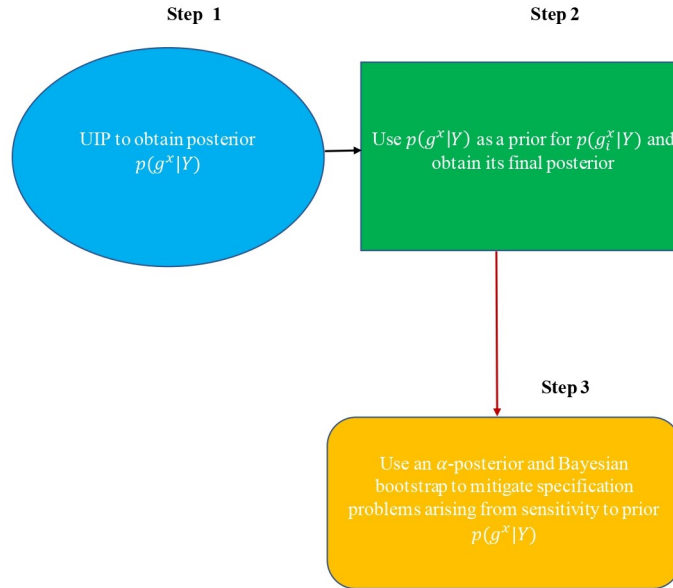 Step 1
Step 2
UIP to obtain posterior
p(g^x|Y)
Use p(g^x|Y) as a prior for p(g_i^x|Y) and
obtain its final posterior
Step 3
Use an α-posterior and Bayesian
bootstrap to mitigate specification
problems arising from sensitivity to prior
p(g^x|Y)